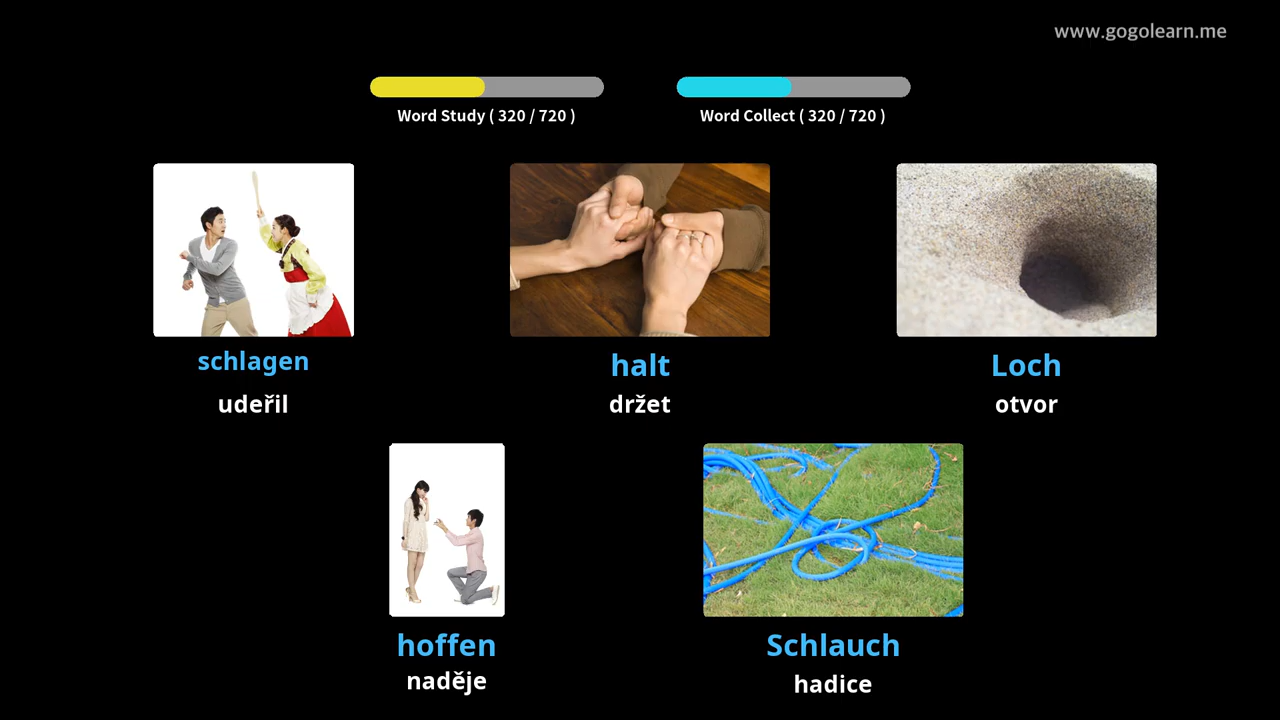 www.gogolearn.me
Word Study ( 320 / 720 )
Word Collect ( 320 / 720 )
schlagen
udeřil
halt
držet
Loch
otvor
hoffen
naděje
Schlauch
hadice